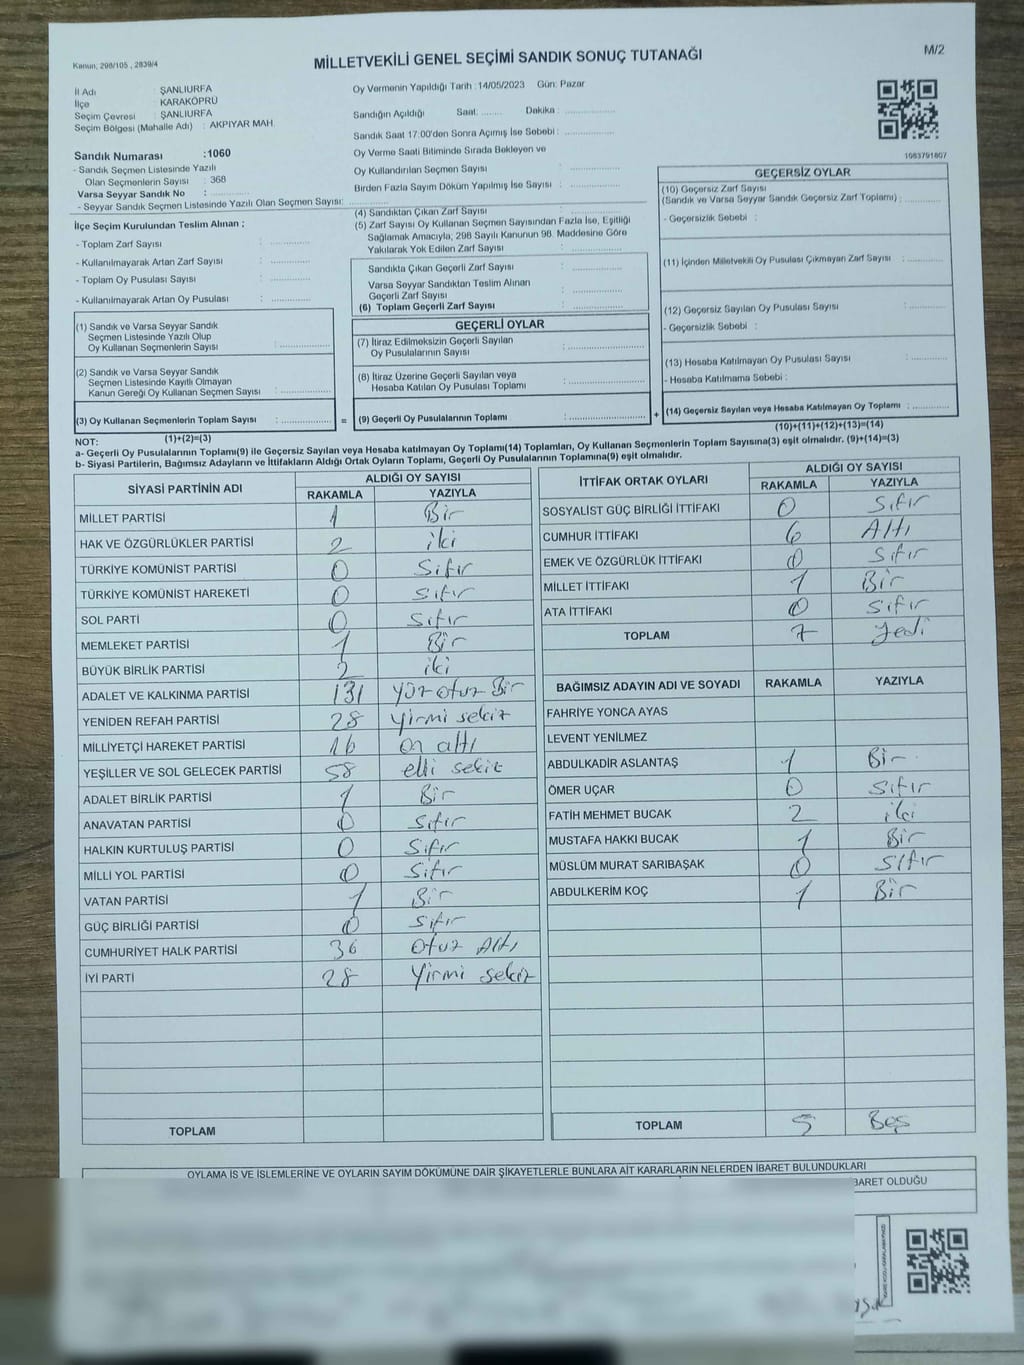 Kanun, 298/105 , 2839/4
MİLLETVEKİLİ GENEL SEÇİMİ SANDIK SONUÇ TUTANAĞI
M/2
İl Adı : ŞANLIURFA
İlçe : KARAKÖPRÜ
Seçim Çevresi : ŞANLIURFA
Seçim Bölgesi (Mahalle Adı) : AKPIYAR MAH.
Sandık Numarası :1060
- Sandık Seçmen Listesinde Yazılı
Olan Seçmenlerin Sayısı : 368
Varsa Seyyar Sandık No :
- Seyyar Sandık Seçmen Listesinde Yazılı Olan Seçmen Sayısı:
Oy Vermenin Yapıldığı Tarih :14/05/2023 Gün: Pazar
Sandığın Açıldığı Saat: Dakika :
Sandık Saat 17:00'den Sonra Açımış İse Sebebi :
Oy Verme Saati Bitiminde Sırada Bekleyen ve
Oy Kullandırılan Seçmen Sayısı :
Birden Fazla Sayım Döküm Yapılmış İse Sayısı :
1083791807
İlçe Seçim Kurulundan Teslim Alınan ;
- Toplam Zarf Sayısı :
- Kullanılmayarak Artan Zarf Sayısı :
- Toplam Oy Pusulası Sayısı :
- Kullanılmayarak Artan Oy Pusulası :
(4) Sandıktan Çıkan Zarf Sayısı :
(5) Zarf Sayısı Oy Kullanan Seçmen Sayısından Fazla İse, Eşitliği
Sağlamak Amacıyla, 298 Sayılı Kanunun 98. Maddesine Göre
Yakılarak Yok Edilen Zarf Sayısı :
Sandıkta Çıkan Geçerli Zarf Sayısı :
Varsa Seyyar Sandıktan Teslim Alınan
Geçerli Zarf Sayısı :
(6) Toplam Geçerli Zarf Sayısı :
GEÇERSİZ OYLAR
(10) Geçersiz Zarf Sayısı
(Sandık ve Varsa Seyyar Sandık Geçersiz Zarf Toplamı) :
- Geçersizlik Sebebi :
(11) İçinden Milletvekili Oy Pusulası Çıkmayan Zarf Sayısı :
(12) Geçersiz Sayılan Oy Pusulası Sayısı :
- Geçersizlik Sebebi :
(13) Hesaba Katılmayan Oy Pusulası Sayısı :
- Hesaba Katılmama Sebebi :
(1) Sandık ve Varsa Seyyar Sandık
Seçmen Listesinde Yazılı Olup
Oy Kullanan Seçmenlerin Sayısı :
(2) Sandık ve Varsa Seyyar Sandık
Seçmen Listesinde Kayıtlı Olmayan
Kanun Gereği Oy Kullanan Seçmen Sayısı :
GEÇERLİ OYLAR
(7) İtiraz Edilmeksizin Geçerli Sayılan
Oy Pusulalarının Sayısı :
(8) İtiraz Üzerine Geçerli Sayılan veya
Hesaba Katılan Oy Pusulası Toplamı :
(3) Oy Kullanan Seçmenlerin Toplam Sayısı : = (9) Geçerli Oy Pusulalarının Toplamı : + (14) Geçersiz Sayılan veya Hesaba Katılmayan Oy Toplamı :
(1)+(2)=(3)
(10)+(11)+(12)+(13)=(14)
NOT:
a- Geçerli Oy Pusulalarının Toplamı(9) ile Geçersiz Sayılan veya Hesaba katılmayan Oy Toplamı(14) Toplamları, Oy Kullanan Seçmenlerin Toplam Sayısına(3) eşit olmalıdır. (9)+(14)=(3)
b- Siyasi Partilerin, Bağımsız Adayların ve İttifakların Aldığı Ortak Oyların Toplamı, Geçerli Oy Pusulalarının Toplamına(9) eşit olmalıdır.
SİYASİ PARTİNİN ADI ALDIĞI OY SAYISI
RAKAMLA YAZIYLA
MİLLET PARTİSİ 1 Bir
HAK VE ÖZGÜRLÜKLER PARTİSİ 2 iki
TÜRKİYE KOMÜNİST PARTİSİ 0 Sıfır
TÜRKİYE KOMÜNİST HAREKETİ 0 Sıfır
SOL PARTİ 0 Sıfır
MEMLEKET PARTİSİ 1 Bir
BÜYÜK BİRLİK PARTİSİ 2 iki
ADALET VE KALKINMA PARTİSİ 131 Yüz otuz Bir
YENİDEN REFAH PARTİSİ 28 Yirmi sekiz
MİLLİYETÇİ HAREKET PARTİSİ 16 on altı
YEŞİLLER VE SOL GELECEK PARTİSİ 58 elli sekiz
ADALET BİRLİK PARTİSİ 1 Bir
ANAVATAN PARTİSİ 0 Sıfır
HALKIN KURTULUŞ PARTİSİ 0 Sıfır
MİLLİ YOL PARTİSİ 0 Sıfır
VATAN PARTİSİ 1 Bir
GÜÇ BİRLİĞİ PARTİSİ 0 Sıfır
CUMHURİYET HALK PARTİSİ 36 Otuz Altı
İYİ PARTİ 28 Yirmi sekiz
TOPLAM
İTTİFAK ORTAK OYLARI ALDIĞI OY SAYISI
RAKAMLA YAZIYLA
SOSYALİST GÜÇ BİRLİĞİ İTTİFAKI 0 Sıfır
CUMHUR İTTİFAKI 6 Altı
EMEK VE ÖZGÜRLÜK İTTİFAKI 0 Sıfır
MİLLET İTTİFAKI 1 Bir
ATA İTTİFAKI 0 Sıfır
TOPLAM 7 Yedi
BAĞIMSIZ ADAYIN ADI VE SOYADI RAKAMLA YAZIYLA
FAHRİYE YONCA AYAS
LEVENT YENİLMEZ
ABDULKADİR ASLANTAŞ 1 Bir
ÖMER UÇAR 0 Sıfır
FATİH MEHMET BUCAK 2 iki
MUSTAFA HAKKI BUCAK 1 Bir
MÜSLÜM MURAT SARIBAŞAK 0 Sıfır
ABDULKERİM KOÇ 1 Bir
TOPLAM 5 Beş
OYLAMA İŞ VE İŞLEMLERİNE VE OYLARIN SAYIM DÖKÜMÜNE DAİR ŞİKAYETLERLE BUNLARA AİT KARARLARIN NELERDEN İBARET BULUNDUKLARI
BARET OLDUĞU